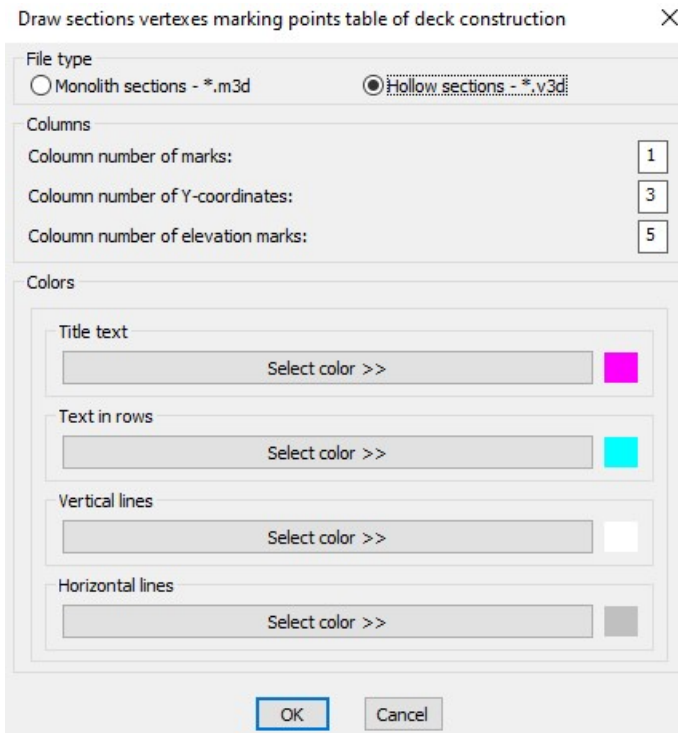 Draw sections vertexes marking points table of deck construction
File type
Monolith sections - *.m3d Hollow sections - *.v3d
Columns
Coloumn number of marks: 1
Coloumn number of Y-coordinates: 3
Coloumn number of elevation marks: 5
Colors
Title text
Select color >>
Text in rows
Select color >>
Vertical lines
Select color >>
Horizontal lines
Select color >>
OK Cancel